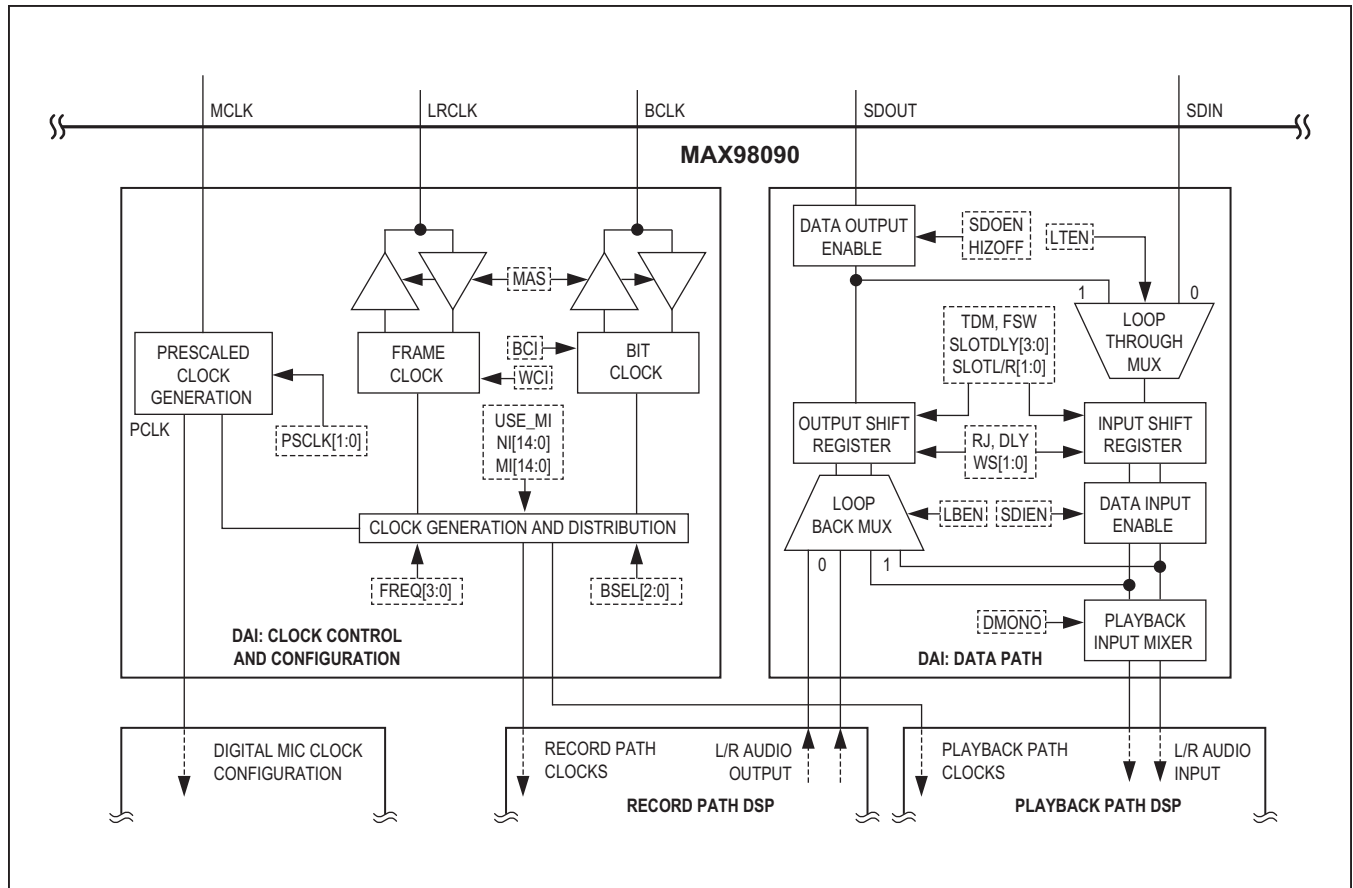 MCLK
LRCLK
BCLK
SDOUT
SDIN
MAX98090
DATA OUTPUT
ENABLE
SDOEN
HIZOFF
LTEN
MAS
1
0
LOOP
THROUGH
MUX
TDM, FSW
SLOTDLY[3:0]
SLOTL/R[1:0]
PRESCALED
CLOCK
GENERATION
FRAME
CLOCK
BCI
WCI
BIT
CLOCK
PCLK
PSCLK[1:0]
USE_MI
NI[14:0]
MI[14:0]
OUTPUT SHIFT
REGISTER
RJ, DLY
WS[1:0]
INPUT SHIFT
REGISTER
LOOP
BACK MUX
LBEN
SDIEN
DATA INPUT
ENABLE
CLOCK GENERATION AND DISTRIBUTION
0
1
FREQ[3:0]
BSEL[2:0]
DMONO
PLAYBACK
INPUT MIXER
DAI: CLOCK CONTROL
AND CONFIGURATION
DAI: DATA PATH
DIGITAL MIC CLOCK
CONFIGURATION
RECORD PATH
CLOCKS
L/R AUDIO
OUTPUT
RECORD PATH DSP
PLAYBACK PATH
CLOCKS
L/R AUDIO
INPUT
PLAYBACK PATH DSP